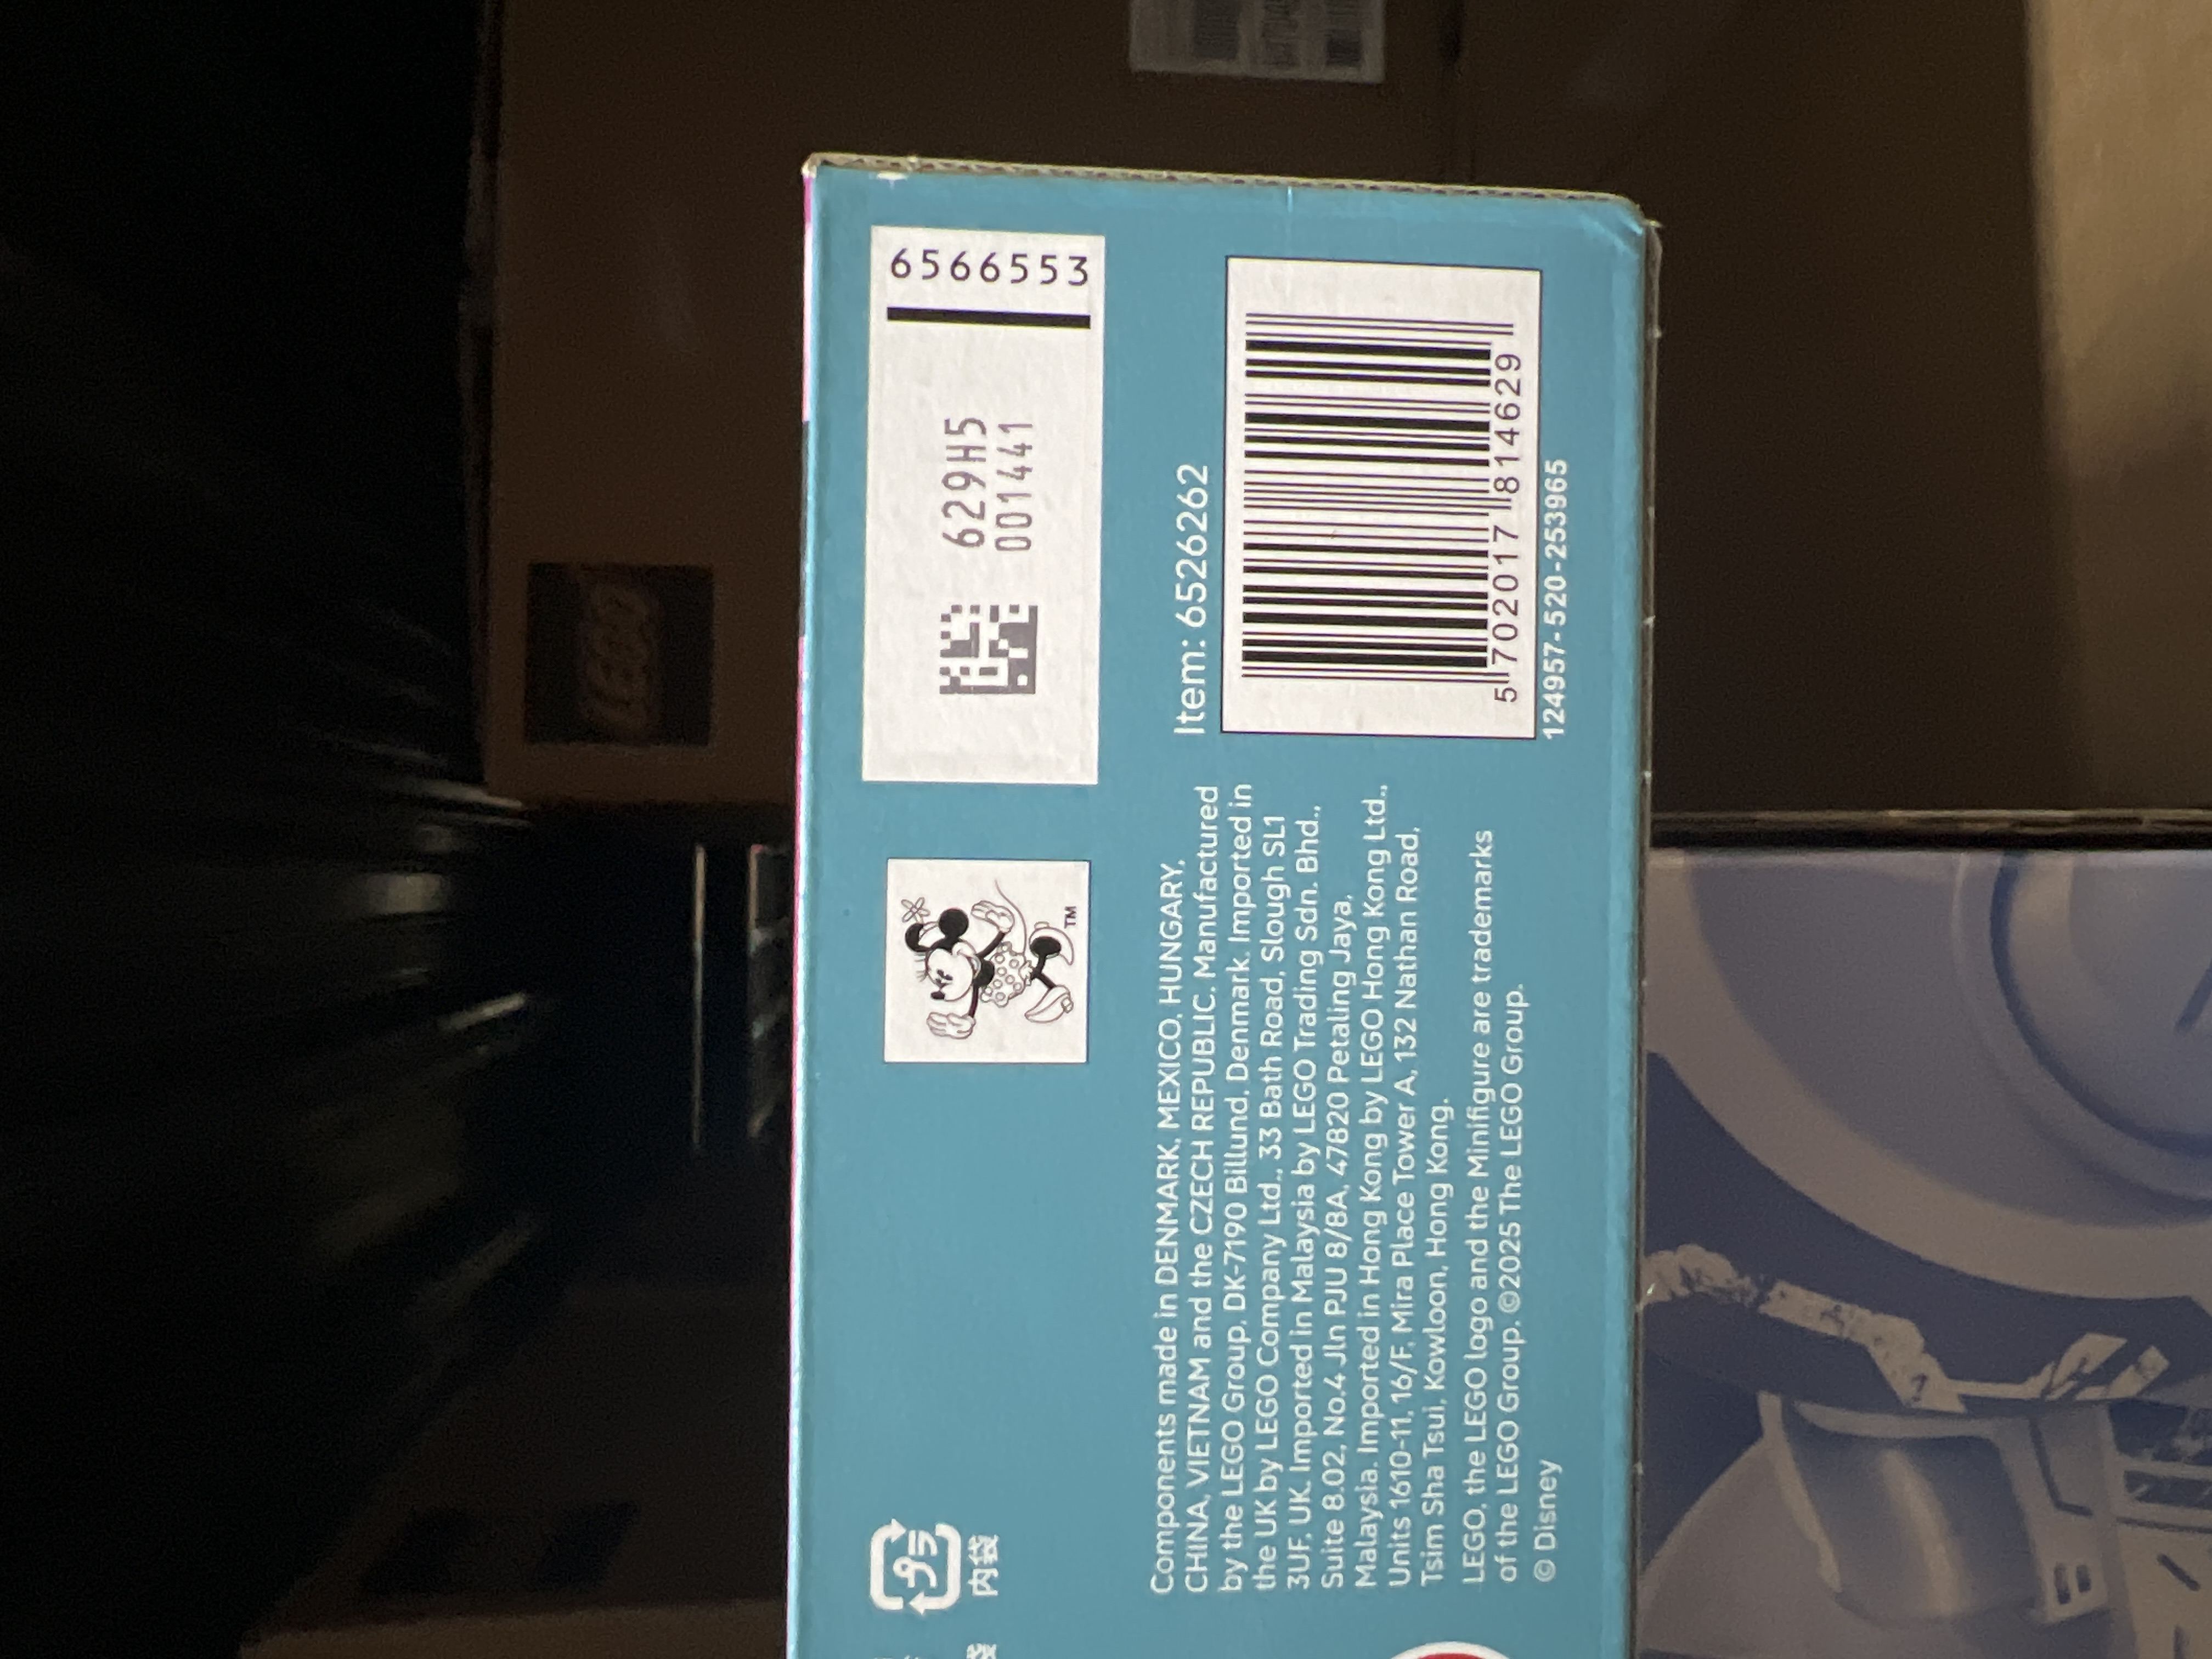 6566553
629H5
001441
TM
Item: 6526262
5 702017 814629
124957-520-253965
Components made in DENMARK, MEXICO, HUNGARY,
CHINA, VIETNAM and the CZECH REPUBLIC. Manufactured
by the LEGO Group, DK-7190 Billund, Denmark. Imported in
the UK by LEGO Company Ltd., 33 Bath Road, Slough SL1
3UF, UK. Imported in Malaysia by LEGO Trading Sdn. Bhd.,
Suite 8.02, No.4 Jln PJU 8/8A, 47820 Petaling Jaya,
Malaysia. Imported in Hong Kong by LEGO Hong Kong Ltd.,
Units 1610-11, 16/F, Mira Place Tower A, 132 Nathan Road,
Tsim Sha Tsui, Kowloon, Hong Kong.
LEGO, the LEGO logo and the Minifigure are trademarks
of the LEGO Group. ©2025 The LEGO Group.
© Disney
プラ
内袋
袋
LEGO